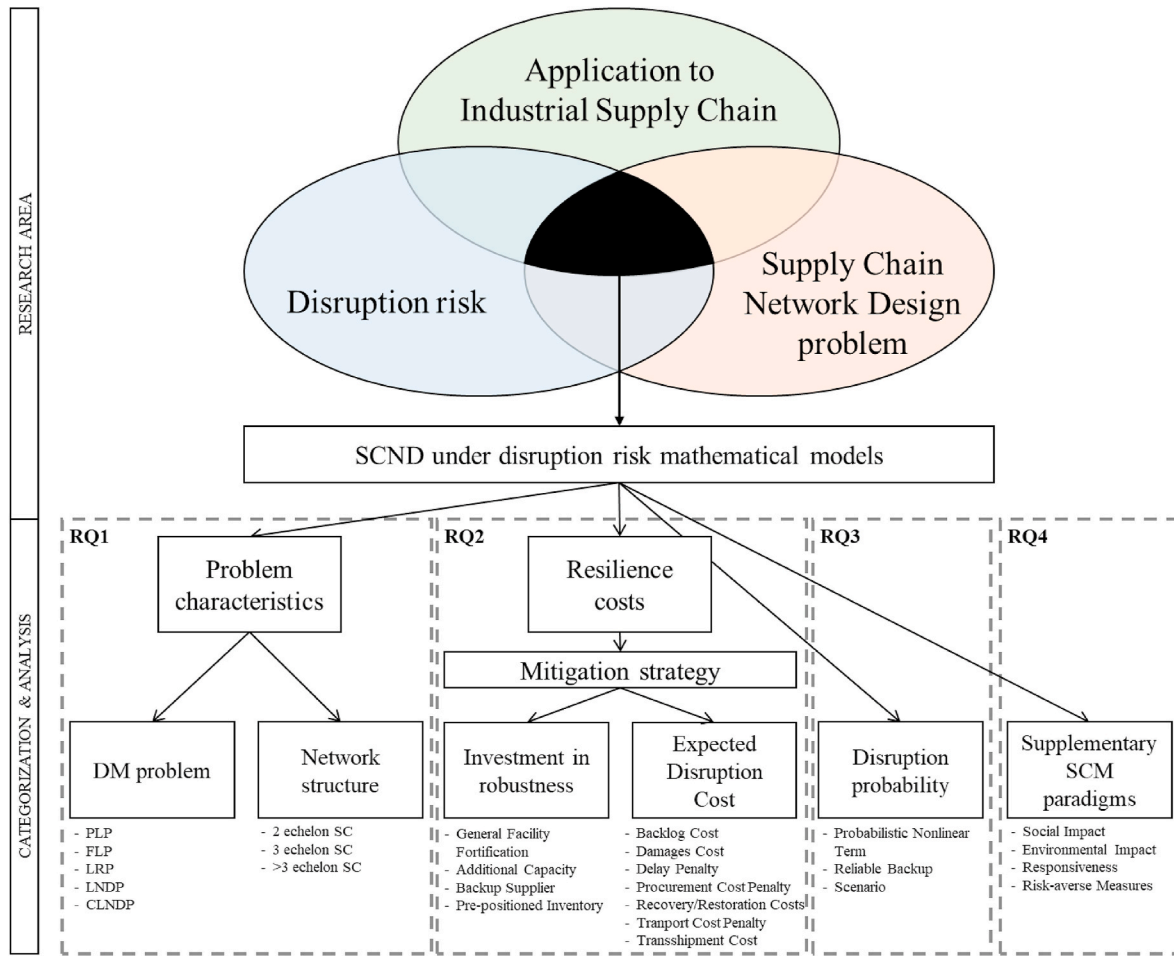 RESEARCH AREA
Application to
Industrial Supply Chain
Disruption risk
Supply Chain
Network Design
problem
SCND under disruption risk mathematical models
CATEGORIZATION & ANALYSIS
RQ1
Problem
characteristics
DM problem
- PLP
- FLP
- LRP
- LNDP
- CLNDP
Network
structure
- 2 echelon SC
- 3 echelon SC
- >3 echelon SC
RQ2
Resilience
costs
Mitigation strategy
Investment in
robustness
- General Facility
Fortification
- Additional Capacity
- Backup Supplier
- Pre-positioned Inventory
Expected
Disruption
Cost
- Backlog Cost
- Damages Cost
- Delay Penalty
- Procurement Cost Penalty
- Recovery/Restoration Costs
- Tranport Cost Penalty
- Transshipment Cost
RQ3
Disruption
probability
- Probabilistic Nonlinear
Term
- Reliable Backup
- Scenario
RQ4
Supplementary
SCM
paradigms
- Social Impact
- Environmental Impact
- Responsiveness
- Risk-averse Measures